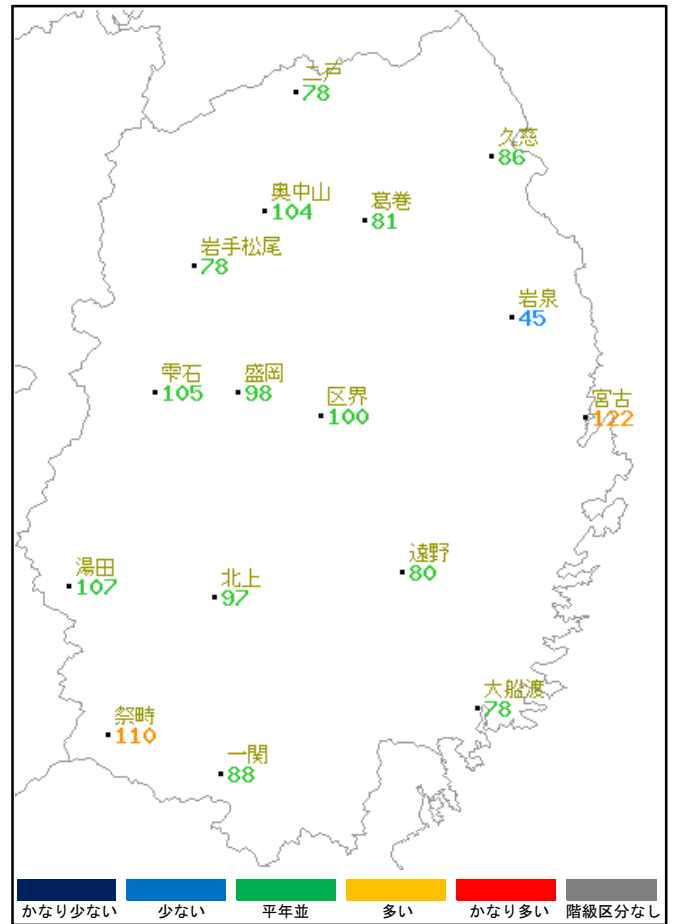 二戸
78
久慈
86
奥中山
104
葛巻
81
岩手松尾
78
岩泉
45
雫石
105
盛岡
98
区界
100
宮古
122
湯田
107
北上
97
遠野
80
大船渡
78
祭畤
110
一関
88
かなり少ない 少ない 平年並 多い かなり多い 階級区分なし